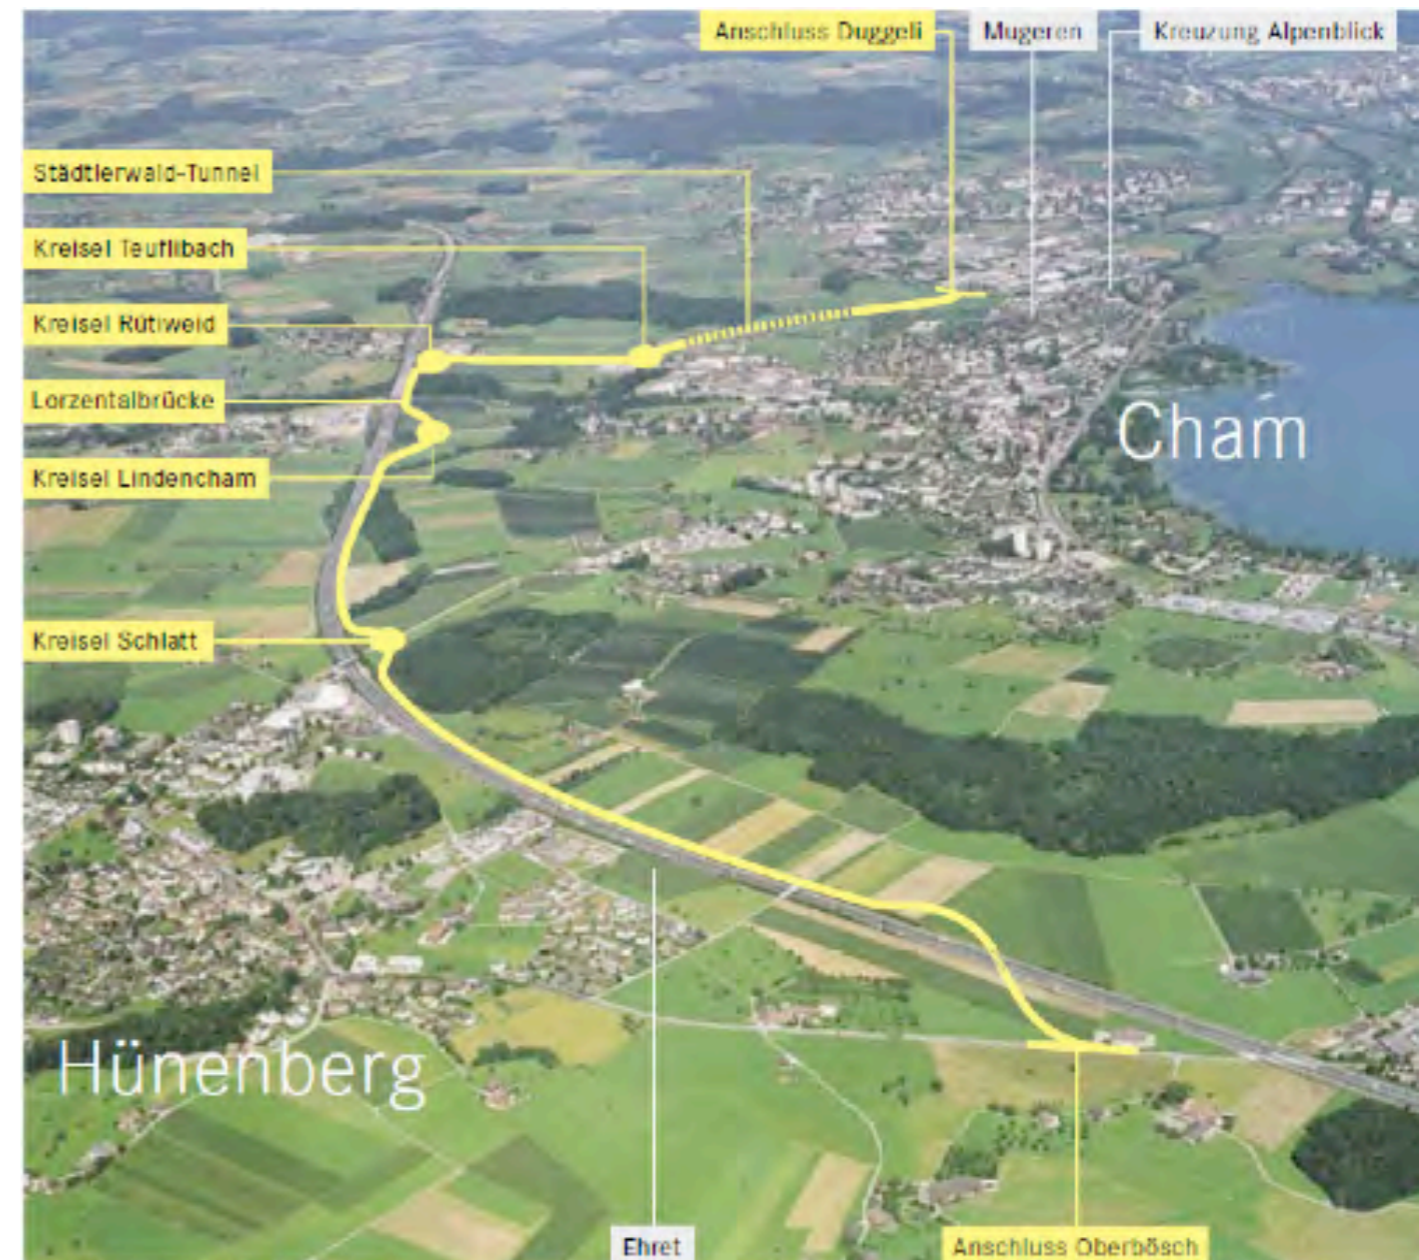 Anschluss Duggeli
Mugeren
Kreuzung Alpenblick
Städtlerwald-Tunnel
Kreisel Teuflibach
Kreisel Rütiweid
Lorzentalbrücke
Cham
Kreisel Lindencham
Kreisel Schlatt
Hünenberg
Ehret
Anschluss Oberbösch